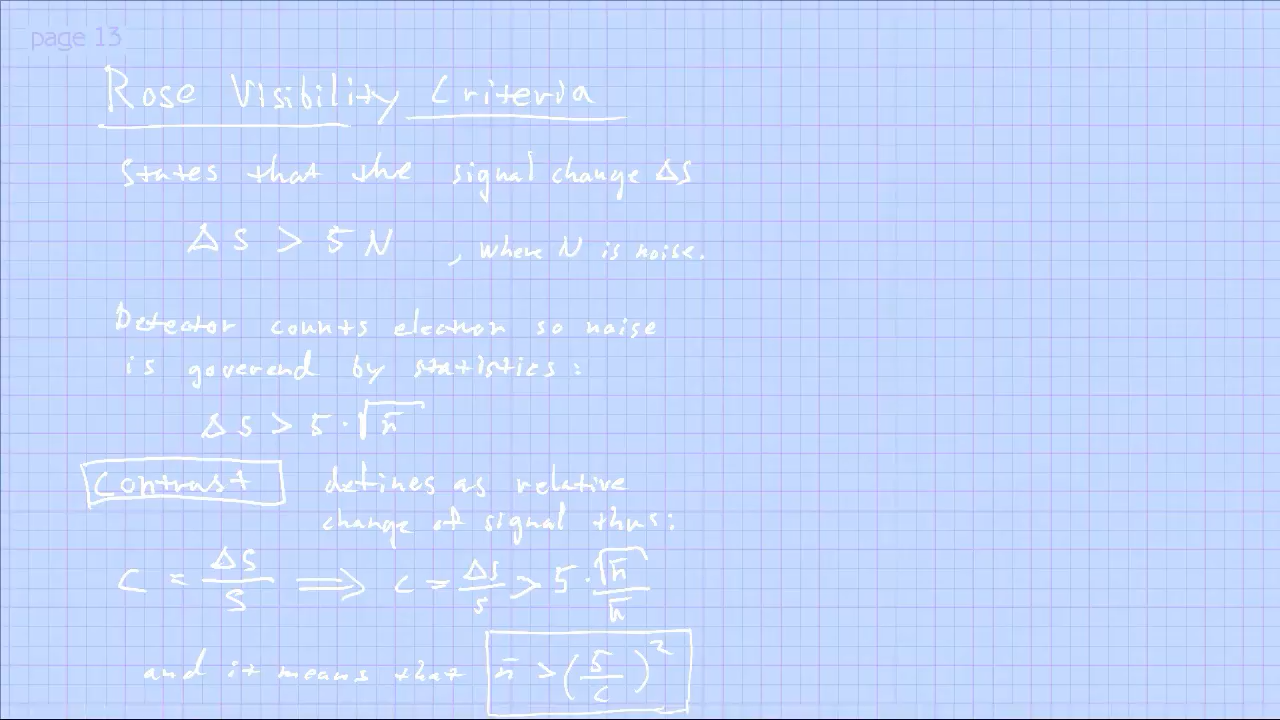 page 13
Rose Visibility Criteria
States that the signal change ΔS
ΔS > 5 N , where N is noise.
Detector counts electron so noise
is goverend by statistics:
ΔS > 5 · √n̄
Contrast defines as relative
change of signal thus:
C = ΔS/S ⟹ C = ΔS/S > 5 · √n̄/n̄
and it means that n̄ > (5/C)²